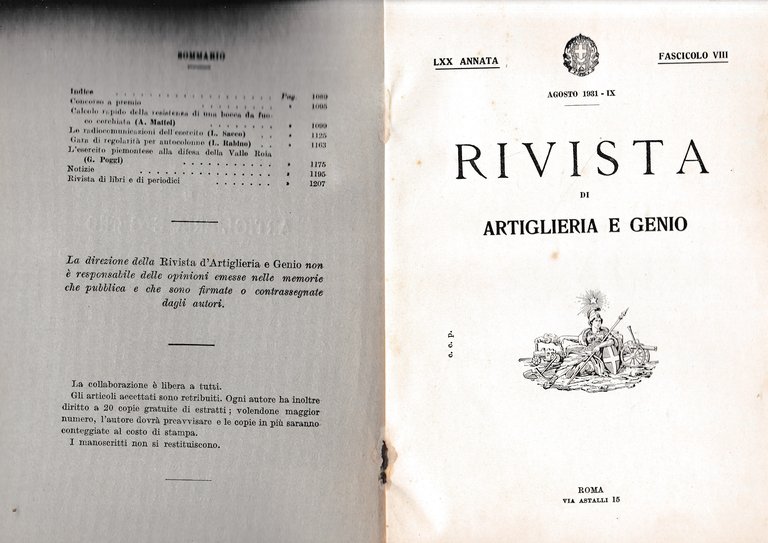 SOMMARIO
Indice . . . . . . . . . . . . . . . . Pag. 1089
Concorso a premio . . . . . . . . . . » 1095
Calcolo rapido della resistenza di una bocca da fuo-
co cerchiata (A. Mattei) . . . . . . . . » 1099
Le radiocomunicazioni dell'esercito (L. Sacco) . . » 1125
Gara di regolarità per autocolonne (L. Rabino) . . » 1163
L'esercito piemontese alla difesa della Valle Roia
(G. Poggi) . . . . . . . . . . » 1175
Notizie . . . . . . . . . . . . . . » 1195
Rivista di libri e di periodici . . . . . . » 1207
La direzione della Rivista d'Artiglieria e Genio non
è responsabile delle opinioni emesse nelle memorie
che pubblica e che sono firmate o contrassegnate
dagli autori.
La collaborazione è libera a tutti.
Gli articoli accettati sono retribuiti. Ogni autore ha inoltre
diritto a 20 copie gratuite di estratti ; volendone maggior
numero, l'autore dovrà preavvisare e le copie in più saranno
conteggiate al costo di stampa.
I manoscritti non si restituiscono.
LXX ANNATA
FASCICOLO VIII
AGOSTO 1931 - IX
RIVISTA
DI
ARTIGLIERIA E GENIO
c. c. p.
ROMA
VIA ASTALLI 15